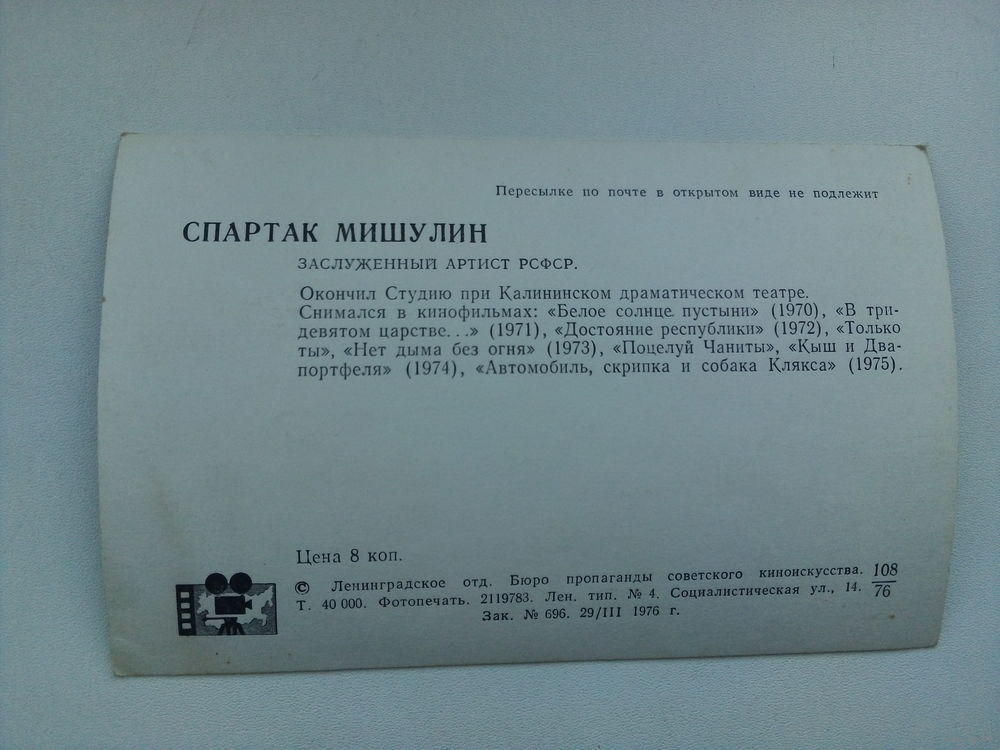 Пересылке по почте в открытом виде не подлежит
СПАРТАК МИШУЛИН
ЗАСЛУЖЕННЫЙ АРТИСТ РСФСР.
Окончил Студию при Калининском драматическом театре.
Снимался в кинофильмах: «Белое солнце пустыни» (1970), «В три-
девятом царстве...» (1971), «Достояние республики» (1972), «Только
ты», «Нет дыма без огня» (1973), «Поцелуй Чаниты», «Кыш и Два-
портфеля» (1974), «Автомобиль, скрипка и собака Клякса» (1975).
Цена 8 коп.
© Ленинградское отд. Бюро пропаганды советского киноискусства. 108/76
Т. 40 000. Фотопечать. 2119783. Лен. тип. № 4. Социалистическая ул., 14.
Зак. № 696. 29/III 1976 г.